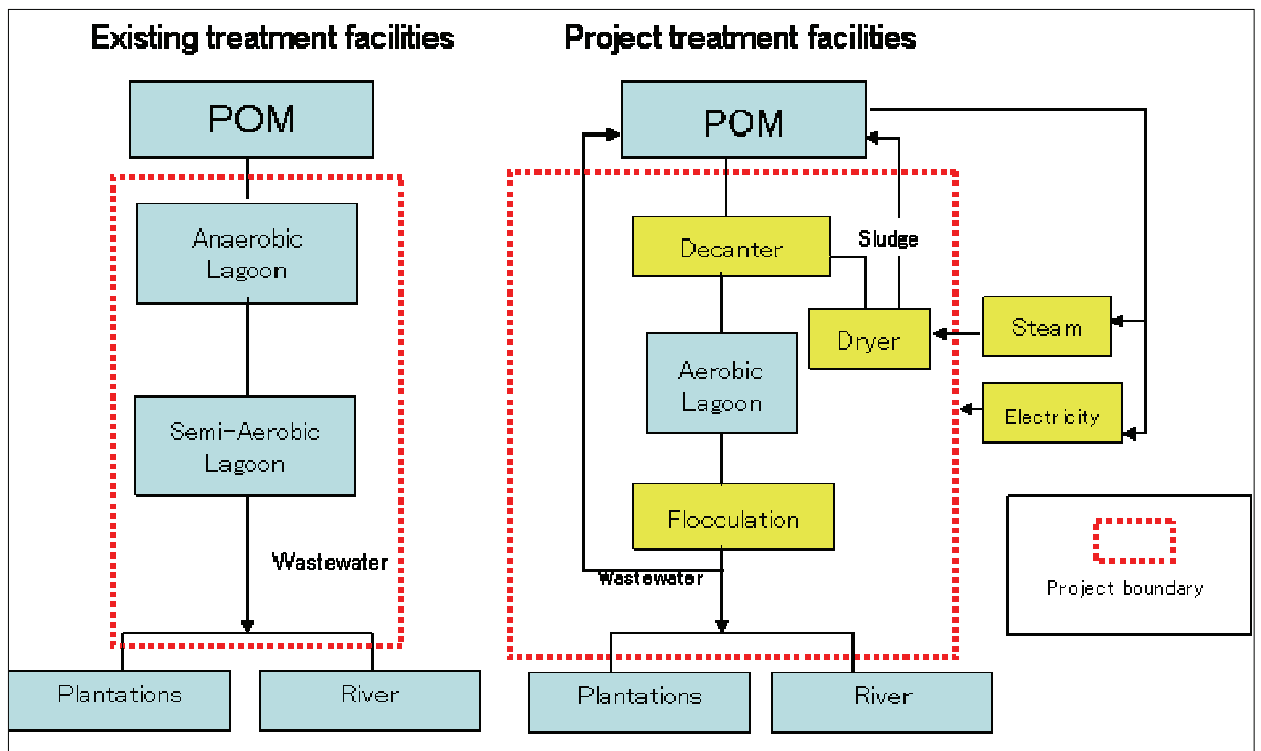 Existing treatment facilities
Project treatment facilities
POM
Anaerobic
Lagoon
Semi-Aerobic
Lagoon
Wastewater
Plantations
River
POM
Decanter
Sludge
Dryer
Steam
Aerobic
Lagoon
Electricity
Flocculation
Wastewater
Plantations
River
Project boundary